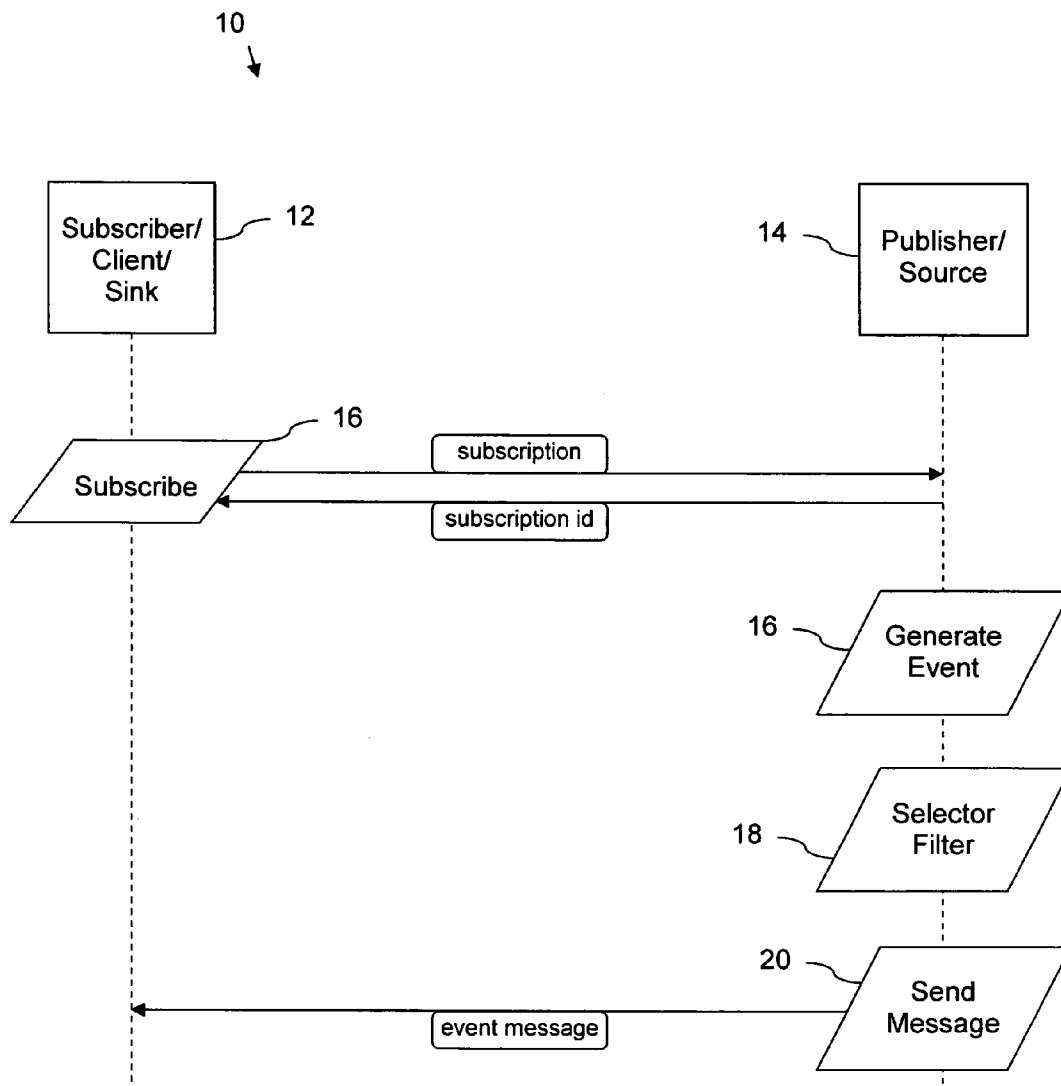 10
Subscriber/
Client/
Sink
12
14
Publisher/
Source
16
Subscribe
subscription
subscription id
16
Generate
Event
18
Selector
Filter
20
Send
Message
event message